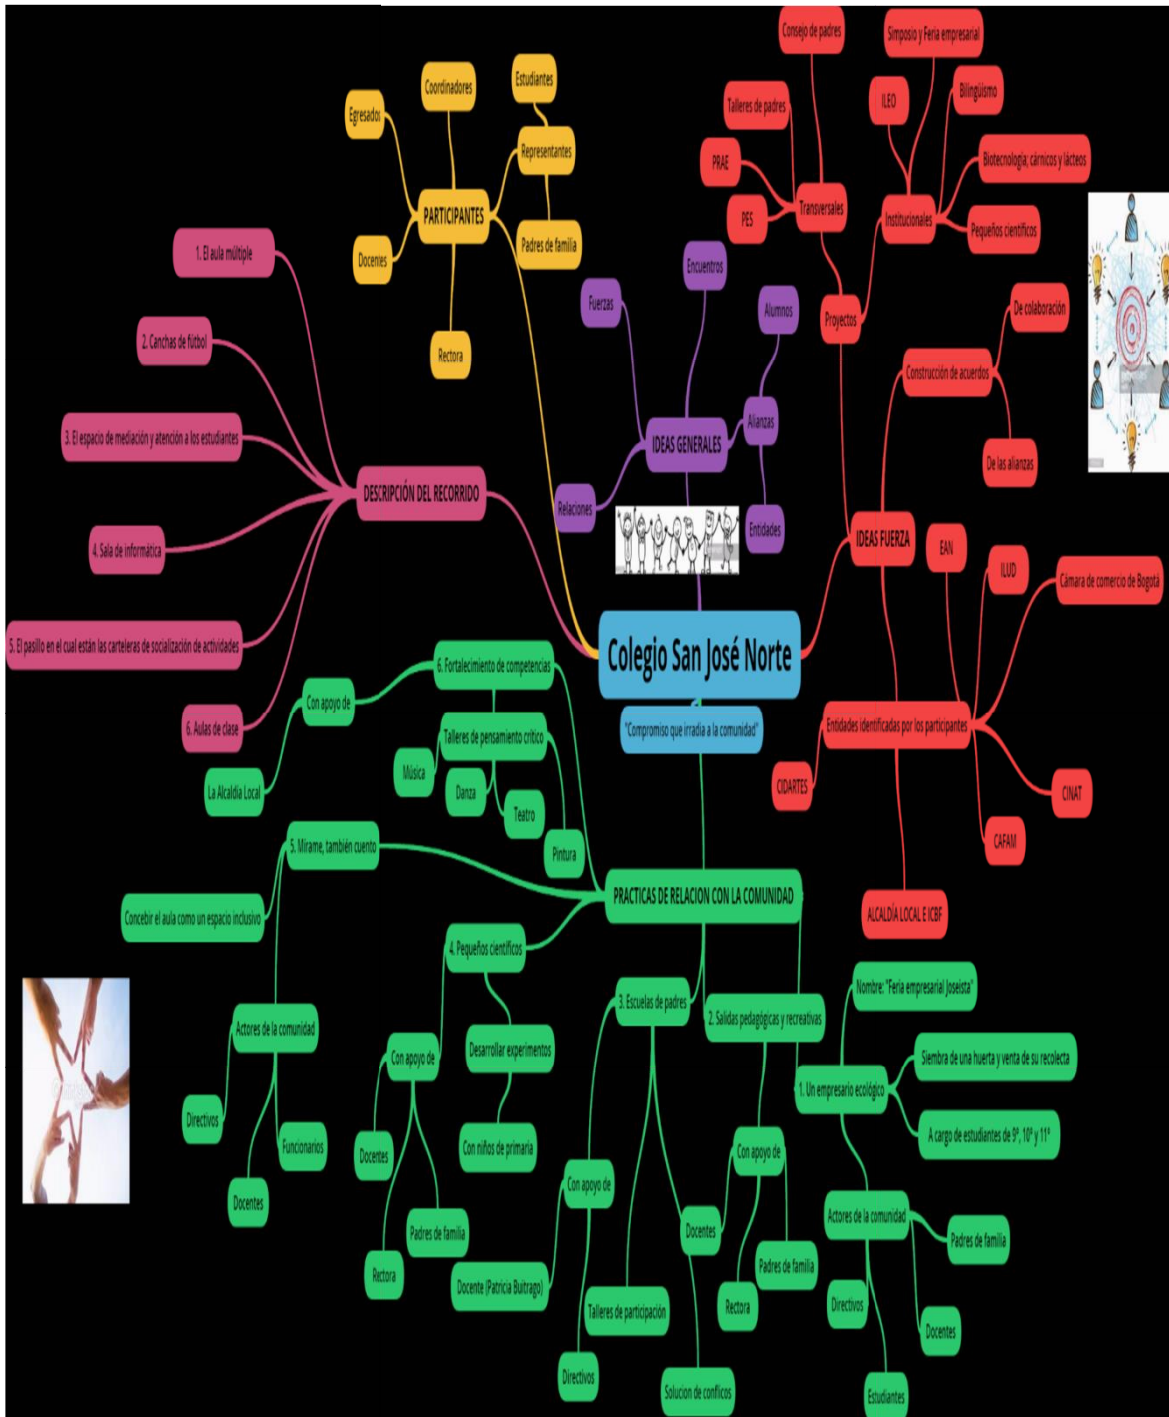 Consejo de padres
Simposio y Feria empresarial
Coordinadores
Estudiantes
Egresados
Talleres de padres
ILEO
Bilingüismo
Representantes
PRAE
Biotecnologia; cárnicos y lácteos
PARTICIPANTES
PES
Transversales
Institucionales
Pequeños científicos
Docentes
Padres de familia
Rectora
1. El aula múltiple
2. Canchas de fútbol
3. El espacio de mediación y atención a los estudiantes
4. Sala de informática
5. El pasillo en el cual están las carteleras de socialización de actividades
6. Aulas de clase
DESCRIPCIÓN DEL RECORRIDO
Encuentros
Fuerzas
Alumnos
Alianzas
IDEAS GENERALES
Relaciones
Entidades
Proyectos
De colaboración
Construcción de acuerdos
De las alianzas
IDEAS FUERZA
EAN
ILUD
Cámara de comercio de Bogotá
Entidades identificadas por los participantes
CIDARTES
CINAT
CAFAM
ALCALDÍA LOCAL E ICBF
Colegio San José Norte
"Compromiso que irradia a la comunidad"
6. Fortalecimiento de competencias
Con apoyo de
La Alcaldía Local
Talleres de pensamiento crítico
Música
Danza
Teatro
Pintura
5. Mírame, también cuento
Concebir el aula como un espacio inclusivo
Actores de la comunidad
Directivos
Funcionarios
Docentes
PRACTICAS DE RELACION CON LA COMUNIDAD
4. Pequeños científicos
Con apoyo de
Desarrollar experimentos
Con niños de primaria
Docentes
Padres de familia
Rectora
3. Escuelas de padres
Con apoyo de
Docente (Patricia Buitrago)
Directivos
Talleres de participación
Solucion de conflicos
2. Salidas pedagógicas y recreativas
Con apoyo de
Docentes
Padres de familia
Rectora
1. Un empresario ecológico
Nombre: "Feria empresarial Joseista"
Siembra de una huerta y venta de su recolecta
A cargo de estudiantes de 9º, 10º y 11º
Actores de la comunidad
Padres de familia
Directivos
Docentes
Estudiantes